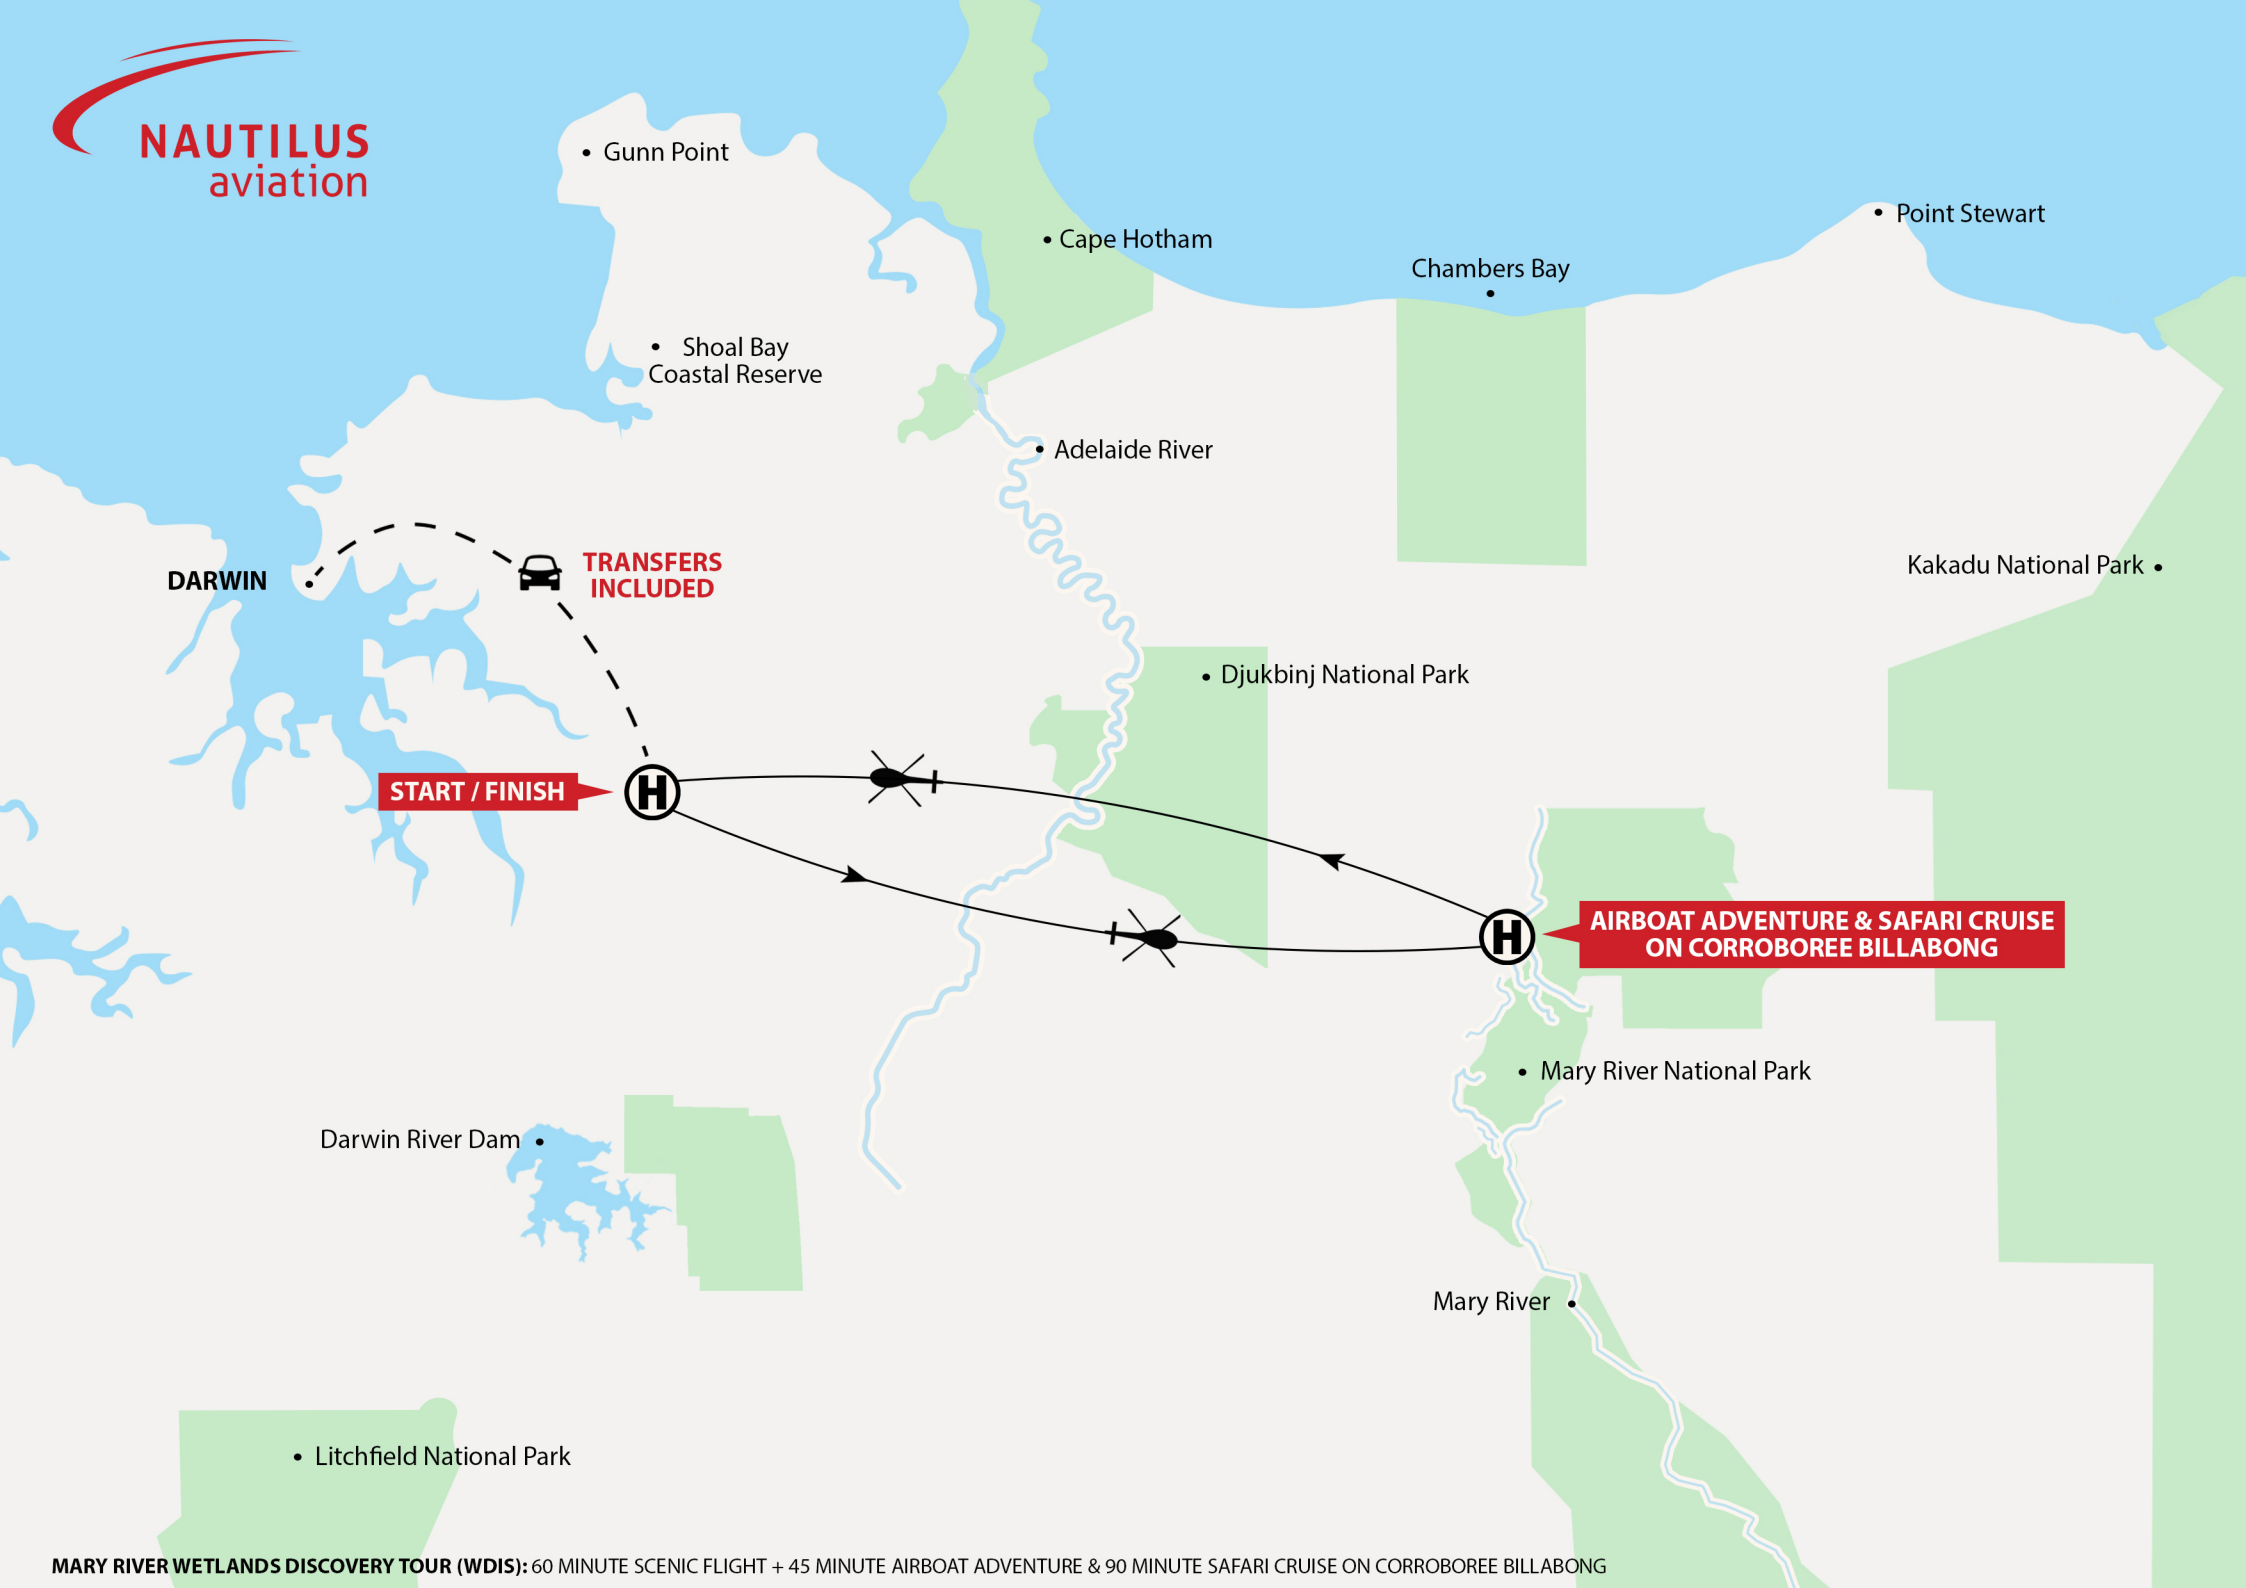 NAUTILUS
aviation
Gunn Point
Point Stewart
Cape Hotham
Chambers Bay
Shoal Bay
Coastal Reserve
Adelaide River
Kakadu National Park
DARWIN
TRANSFERS
INCLUDED
Djukbinj National Park
START / FINISH
H
H
AIRBOAT ADVENTURE & SAFARI CRUISE
ON CORROBOREE BILLABONG
Mary River National Park
Darwin River Dam
Mary River
Litchfield National Park
MARY RIVER WETLANDS DISCOVERY TOUR (WDIS): 60 MINUTE SCENIC FLIGHT + 45 MINUTE AIRBOAT ADVENTURE & 90 MINUTE SAFARI CRUISE ON CORROBOREE BILLABONG